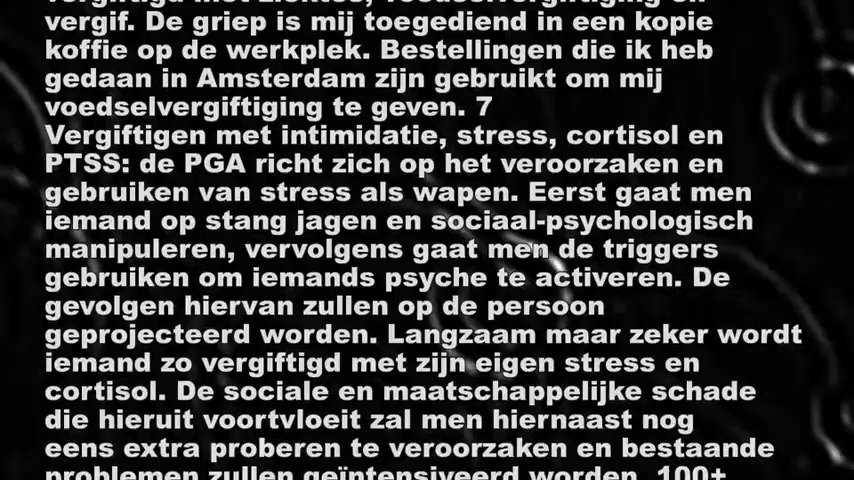 vergiftigd met ziektes, voedselvergiftiging en
vergif. De griep is mij toegediend in een kopie
koffie op de werkplek. Bestellingen die ik heb
gedaan in Amsterdam zijn gebruikt om mij
voedselvergiftiging te geven. 7
Vergiftigen met intimidatie, stress, cortisol en
PTSS: de PGA richt zich op het veroorzaken en
gebruiken van stress als wapen. Eerst gaat men
iemand op stang jagen en sociaal-psychologisch
manipuleren, vervolgens gaat men de triggers
gebruiken om iemands psyche te activeren. De
gevolgen hiervan zullen op de persoon
geprojecteerd worden. Langzaam maar zeker wordt
iemand zo vergiftigd met zijn eigen stress en
cortisol. De sociale en maatschappelijke schade
die hieruit voortvloeit zal men hiernaast nog
eens extra proberen te veroorzaken en bestaande
problemen zullen geïntensiveerd worden. 100+